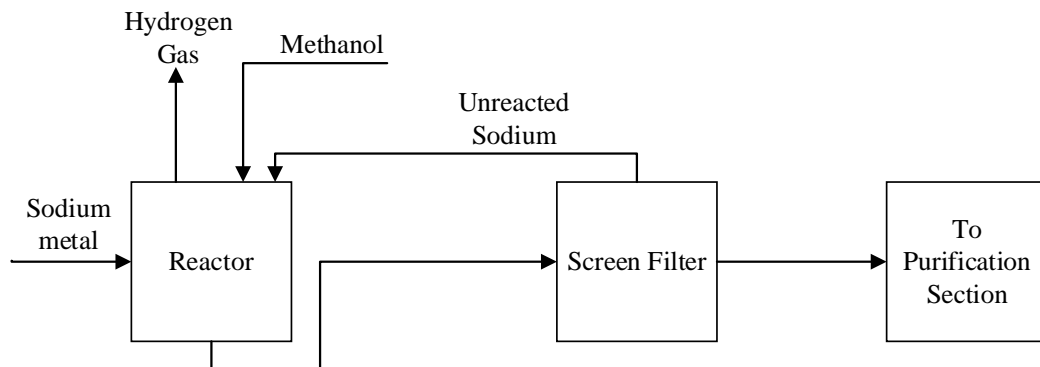 Hydrogen
Gas
Methanol
Unreacted
Sodium
Sodium
metal
Reactor
Screen Filter
To
Purification
Section